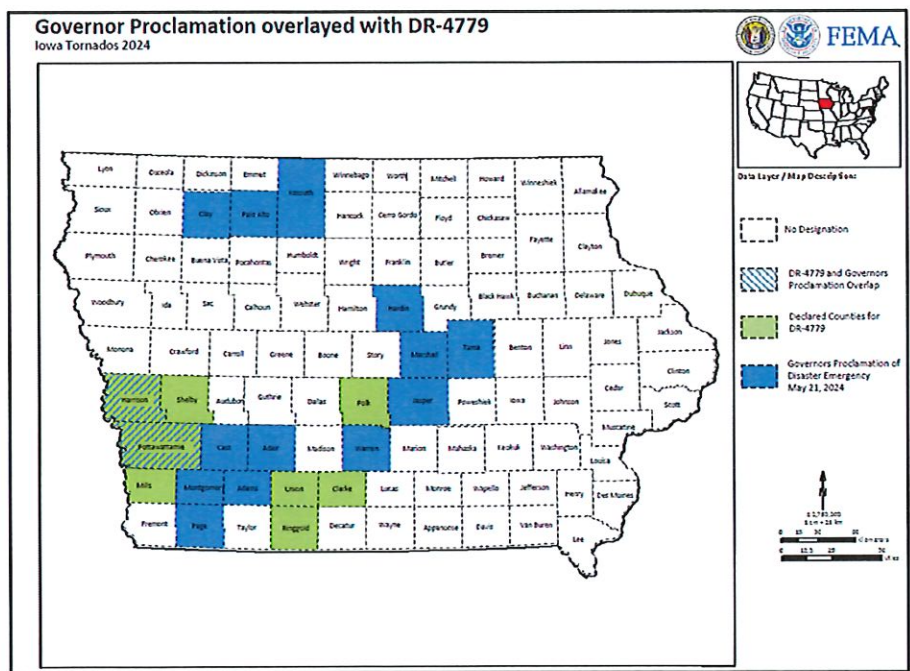 Governor Proclamation overlayed with DR-4779
Iowa Tornados 2024
FEMA
Data Layer / Map Description:
No Designation
DR-4779 and Governors
Proclamation Overlap
Declared Counties for
DR-4779
Governors Proclamation of
Disaster Emergency
May 21, 2024
N
Kilometers
Miles
Lyon Osceola Dickinson Emmet Kossuth Winnebago Worth Mitchell Howard Winneshiek Allamakee
Sioux Obrien Clay Palo Alto Hancock Cerro Gordo Floyd Chickasaw
Fayette Clayton
Plymouth Cherokee Buena Vista Pocahontas Humboldt Wright Franklin Butler Bremer
Woodbury Ida Sac Calhoun Webster Hamilton Hardin Grundy Black Hawk Buchanan Delaware Dubuque
Monona Crawford Carroll Greene Boone Story Marshall Tama Benton Linn Jones Jackson
Clinton
Harrison Shelby Audubon Guthrie Dallas Polk Jasper Poweshiek Iowa Johnson Cedar Scott
Muscatine
Pottawattamie Cass Adair Madison Warren Marion Mahaska Keokuk Washington Louisa
Mills Montgomery Adams Union Clarke Lucas Monroe Wapello Jefferson Henry Des Moines
Fremont Page Taylor Ringgold Decatur Wayne Appanoose Davis Van Buren Lee